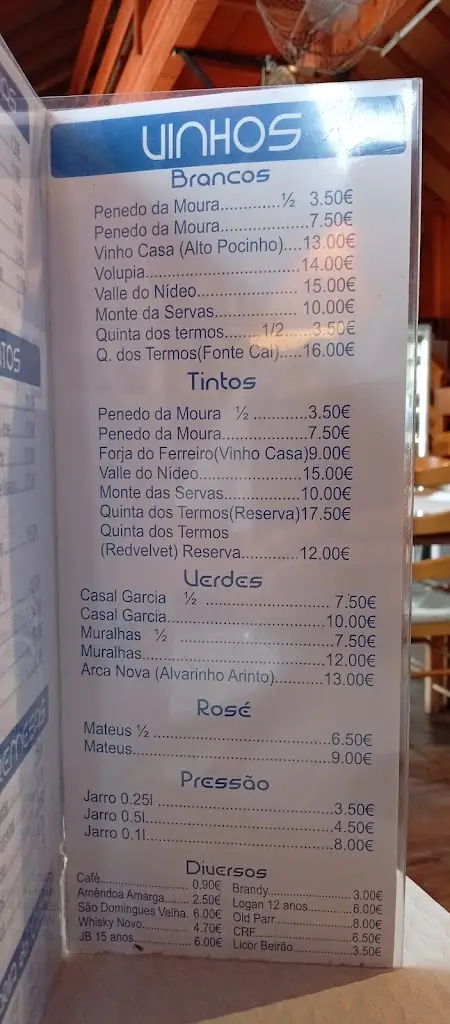 VINHOS
Brancos
Penedo da Moura.............½ 3.50€
Penedo da Moura...................7.50€
Vinho Casa (Alto Pocinho)....13.00€
Volupia..................................14.00€
Valle do Nídeo...................... 15.00€
Monte da Servas.................. 10.00€
Quinta dos termos........1/2......3.50€
Q. dos Termos(Fonte Cal).....16.00€
Tintos
Penedo da Moura ½ ............3.50€
Penedo da Moura...................7.50€
Forja do Ferreiro(Vinho Casa)9.00€
Valle do Nídeo.......................15.00€
Monte das Servas.................10.00€
Quinta dos Termos(Reserva)17.50€
Quinta dos Termos
(Redvelvet) Reserva.............12.00€
Verdes
Casal Garcia ½ ........................... 7.50€
Casal Garcia..................................10.00€
Muralhas ½ ..................................7.50€
Muralhas.......................................12.00€
Arca Nova (Alvarinho Arinto)..........13.00€
Rosé
Mateus ½ .....................................6.50€
Mateus...........................................9.00€
Pressão
Jarro 0.25l .....................................3.50€
Jarro 0.5l........................................4.50€
Jarro 0.1l........................................8.00€
Diversos
Café..................... 0.90€
Amêndoa Amarga....... 2.50€
São Domingues Velha. 6.00€
Whisky Novo.............. 4.70€
JB 15 anos................ 6.00€
Brandy........................ 3.00€
Logan 12 anos..............6.00€
Old Parr.......................8.00€
CRF............................6.50€
Licor Beirão.................3.50€